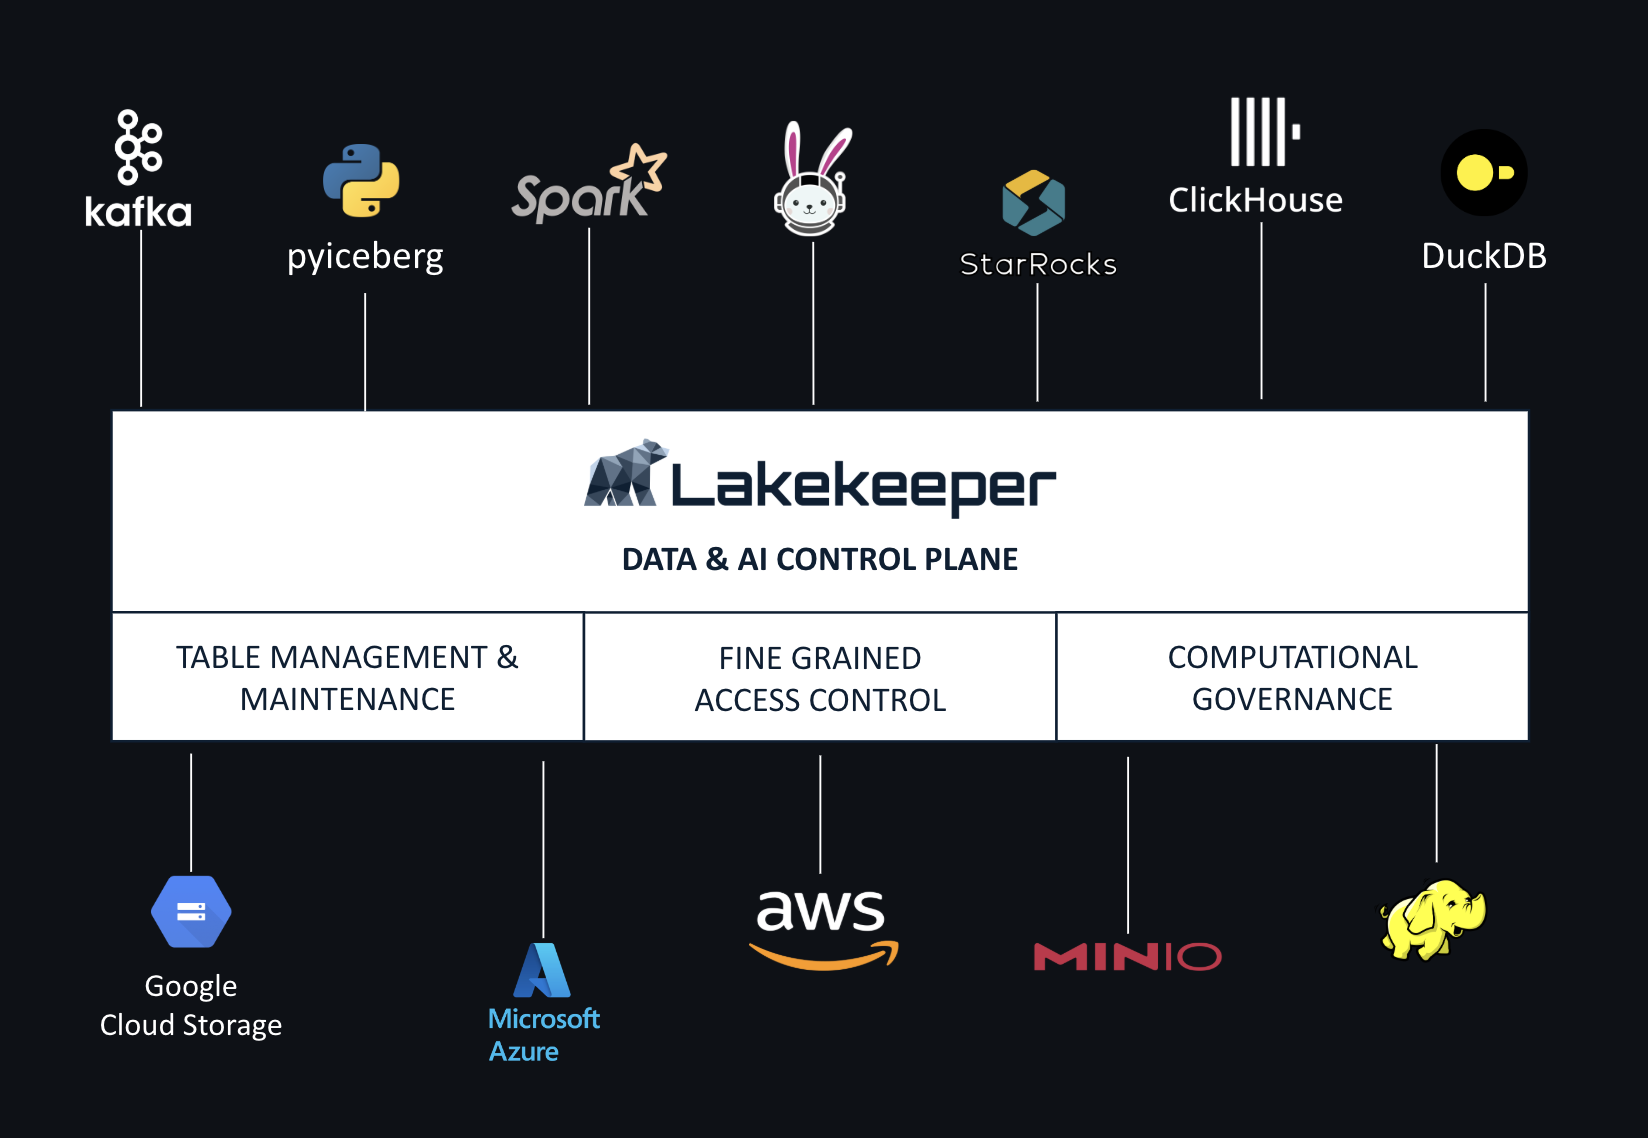 kafka
pyiceberg
Spark
StarRocks
ClickHouse
DuckDB
Lakekeeper
DATA & AI CONTROL PLANE
TABLE MANAGEMENT &
MAINTENANCE
FINE GRAINED
ACCESS CONTROL
COMPUTATIONAL
GOVERNANCE
Google
Cloud Storage
Microsoft
Azure
aws
MINIO